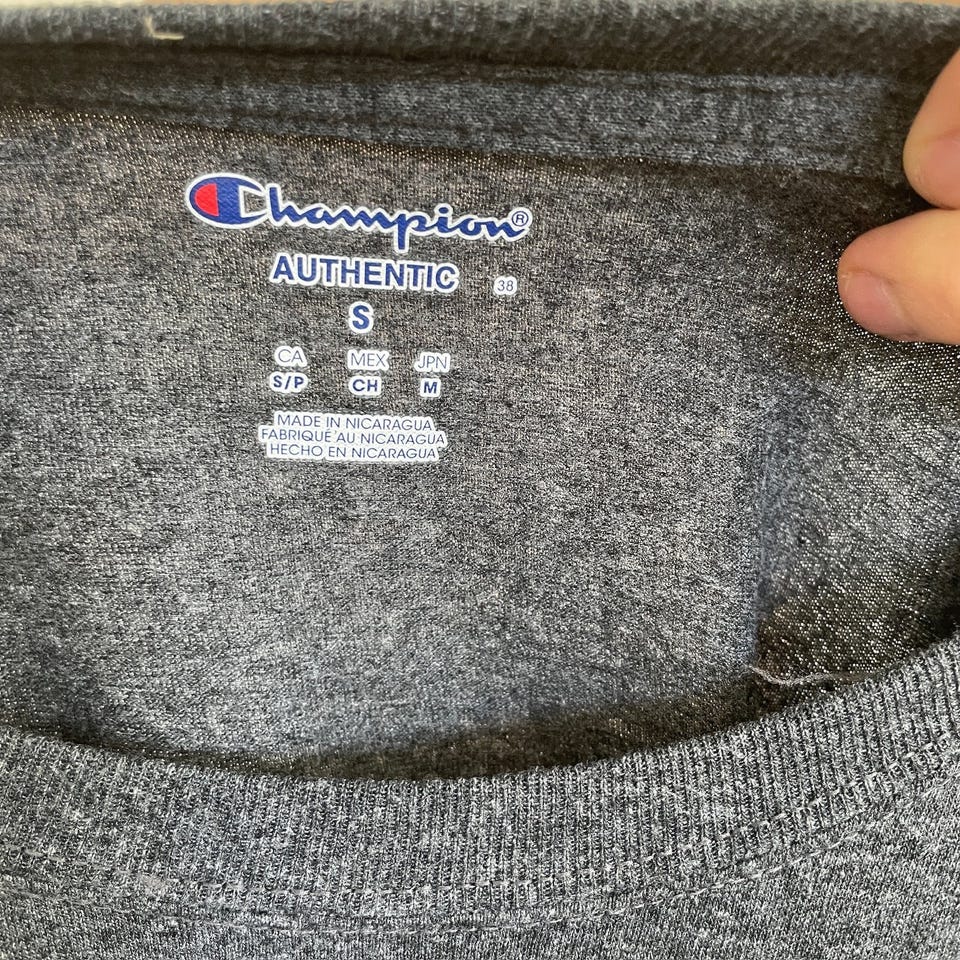 Champion®
AUTHENTIC 38
S
CA MEX JPN
S/P CH M
MADE IN NICARAGUA
FABRIQUÉ AU NICARAGUA
HECHO EN NICARAGUA